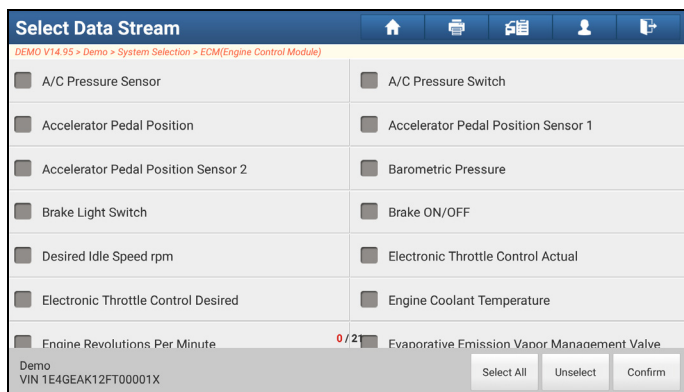 Select Data Stream
DEMO V14.95 > Demo > System Selection > ECM(Engine Control Module)
A/C Pressure Sensor
A/C Pressure Switch
Accelerator Pedal Position
Accelerator Pedal Position Sensor 1
Accelerator Pedal Position Sensor 2
Barometric Pressure
Brake Light Switch
Brake ON/OFF
Desired Idle Speed rpm
Electronic Throttle Control Actual
Electronic Throttle Control Desired
Engine Coolant Temperature
Engine Revolutions Per Minute
0 / 21
Evaporative Emission Vapor Management Valve
Demo
VIN 1E4GEAK12FT00001X
Select All
Unselect
Confirm